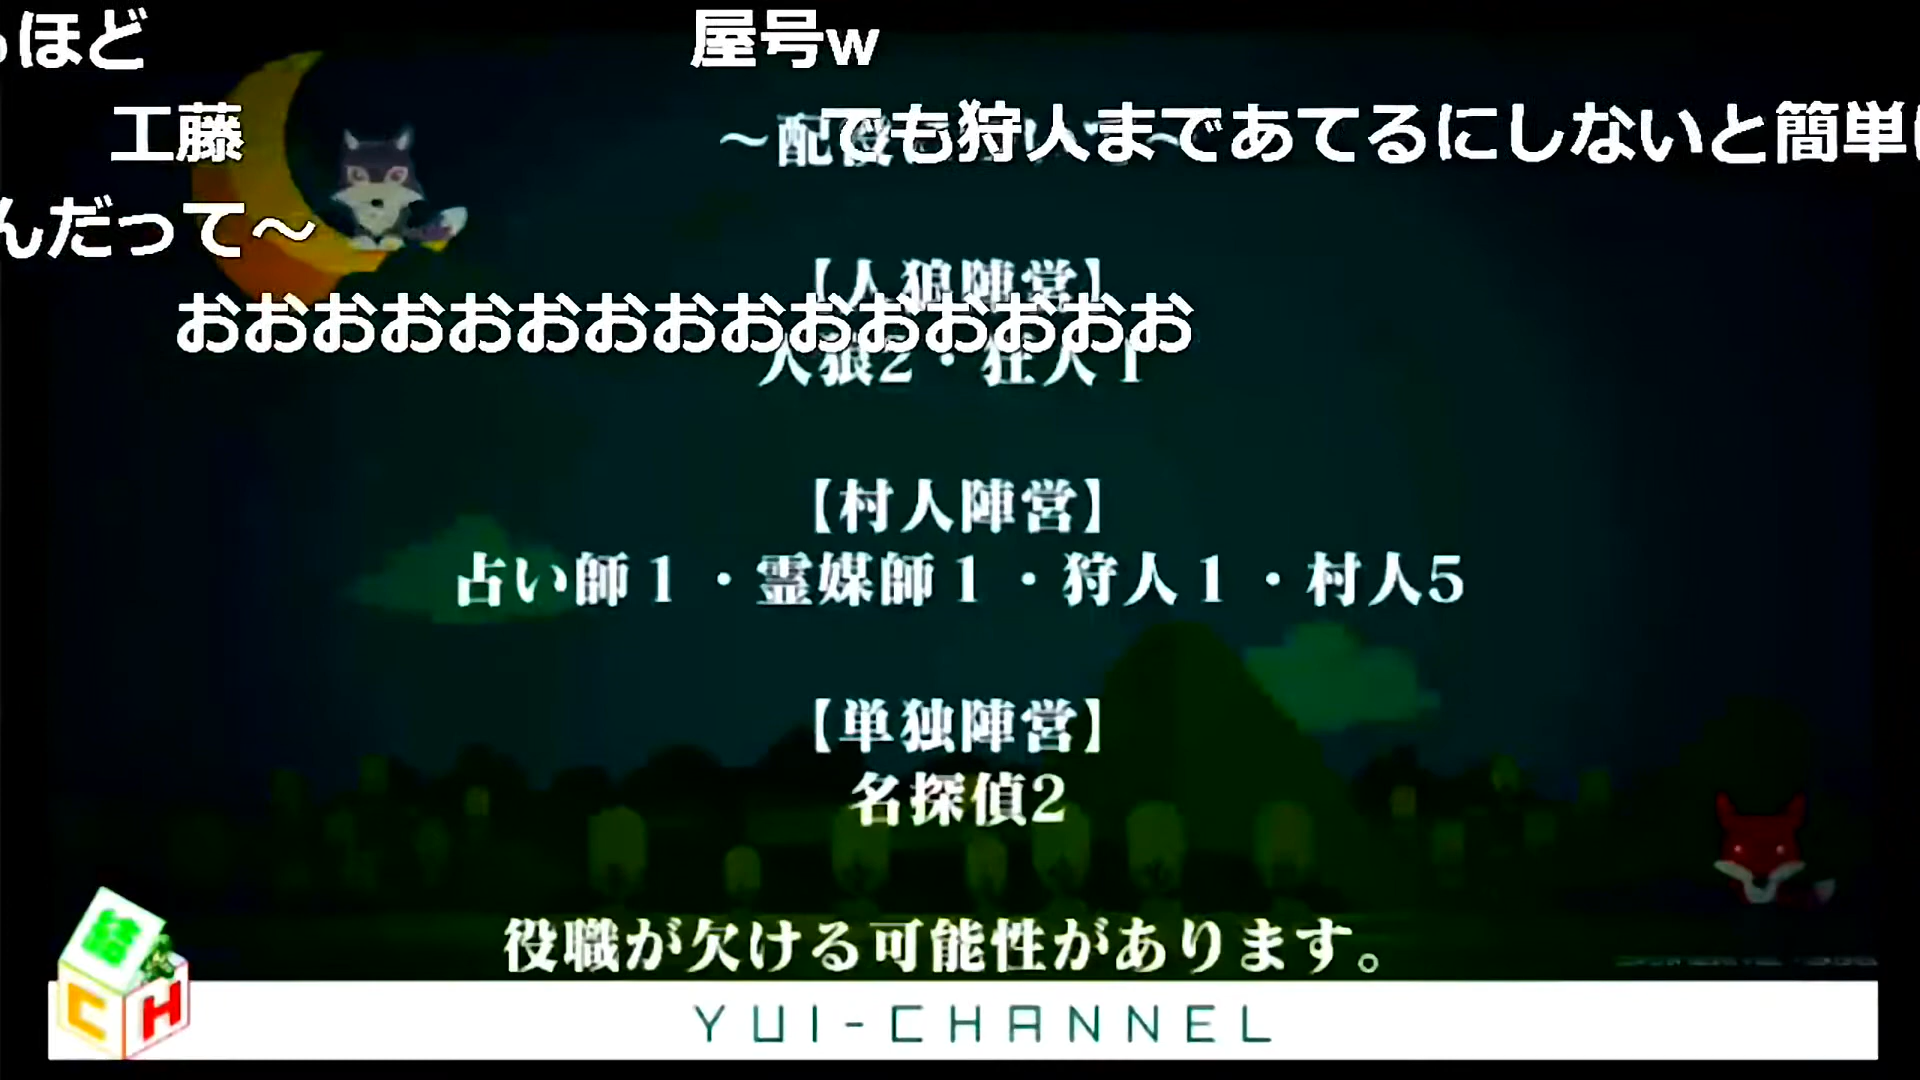 ほど
屋号w
工藤
でも狩人まであてるにしないと簡単
～配役
んだって～
【人狼陣営】
おおおおおおおおおおおおおおお
人狼2・狂人1
【村人陣営】
占い師1・霊媒師1・狩人1・村人5
【単独陣営】
名探偵2
役職が欠ける可能性があります。
結
CH
YUI-CHANNEL